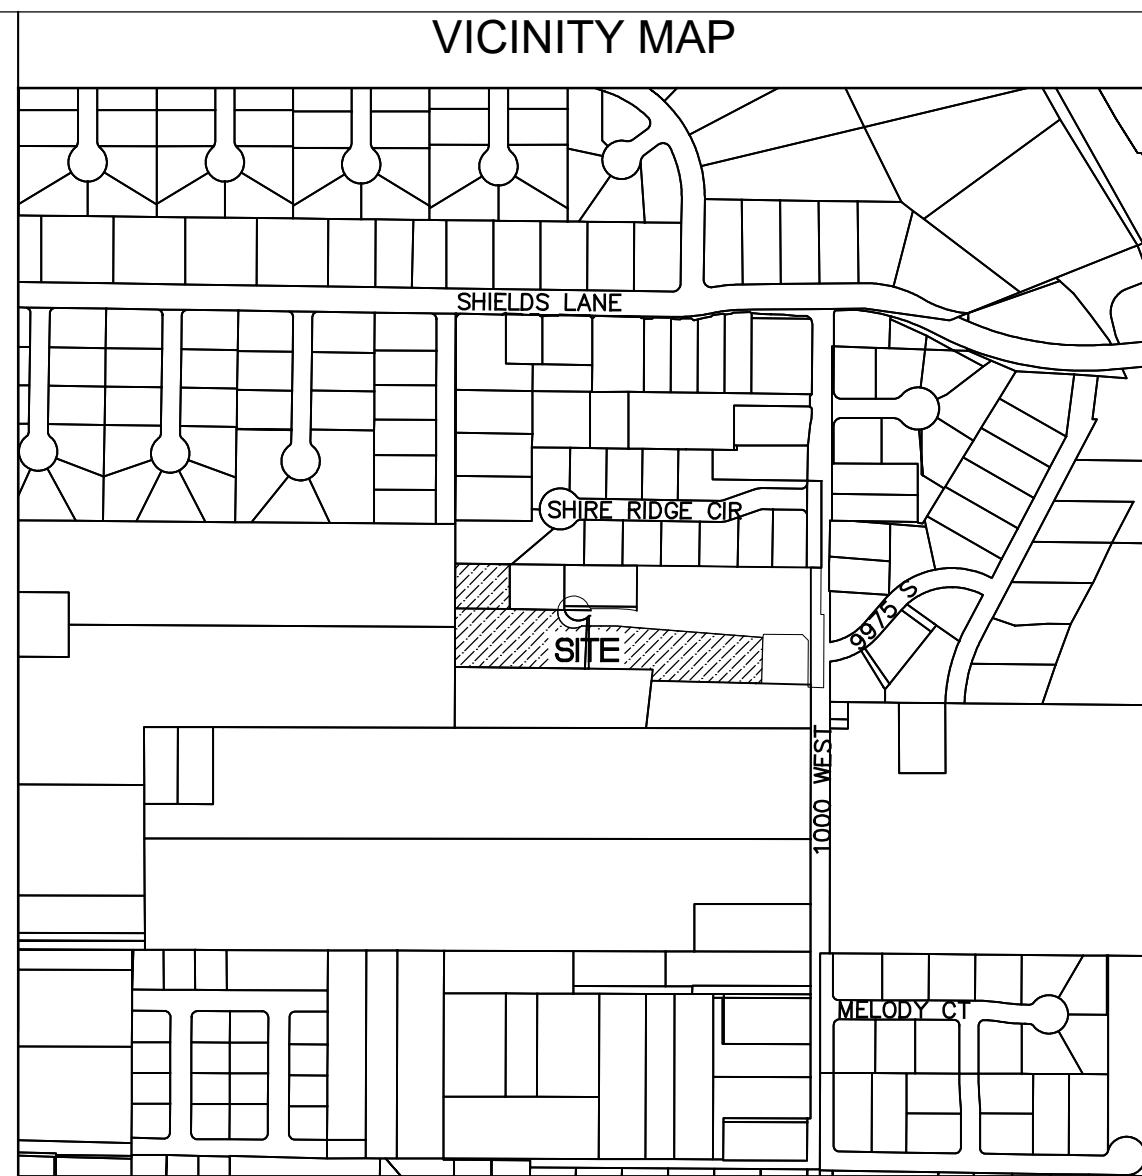 VICINITY MAP
SHIELDS LANE
SHIRE RIDGE CIR
9975 S
SITE
1000 WEST
MELODY CT